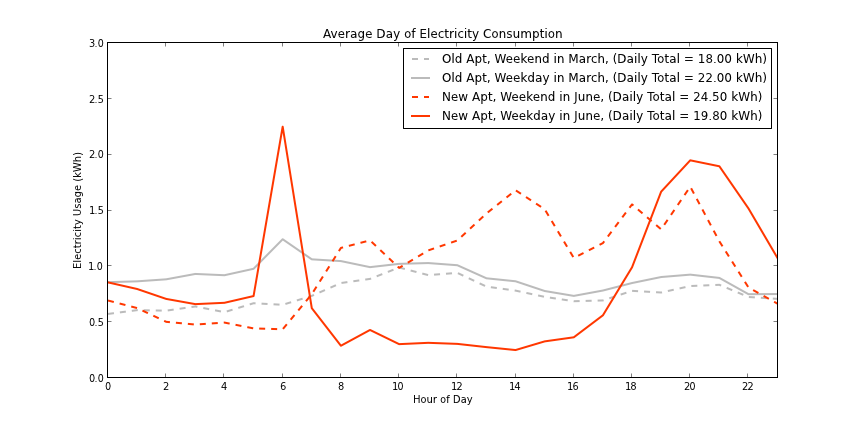 Average Day of Electricity Consumption
3.0
2.5
2.0
1.5
1.0
0.5
0.0
Electricity Usage (kWh)
Old Apt, Weekend in March, (Daily Total = 18.00 kWh)
Old Apt, Weekday in March, (Daily Total = 22.00 kWh)
New Apt, Weekend in June, (Daily Total = 24.50 kWh)
New Apt, Weekday in June, (Daily Total = 19.80 kWh)
0 2 4 6 8 10 12 14 16 18 20 22
Hour of Day